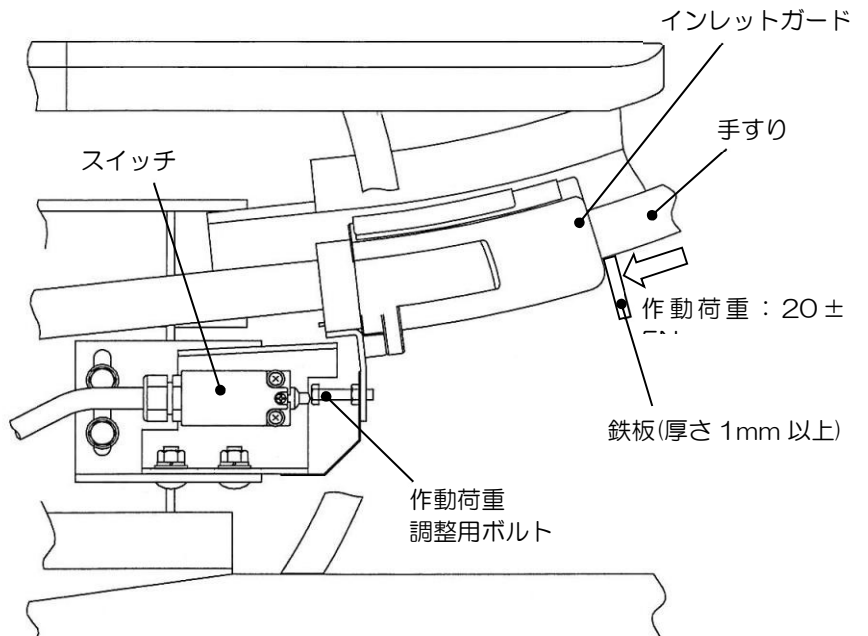 インレットガード
手すり
スイッチ
作動荷重：20±
鉄板(厚さ 1mm 以上)
作動荷重
調整用ボルト